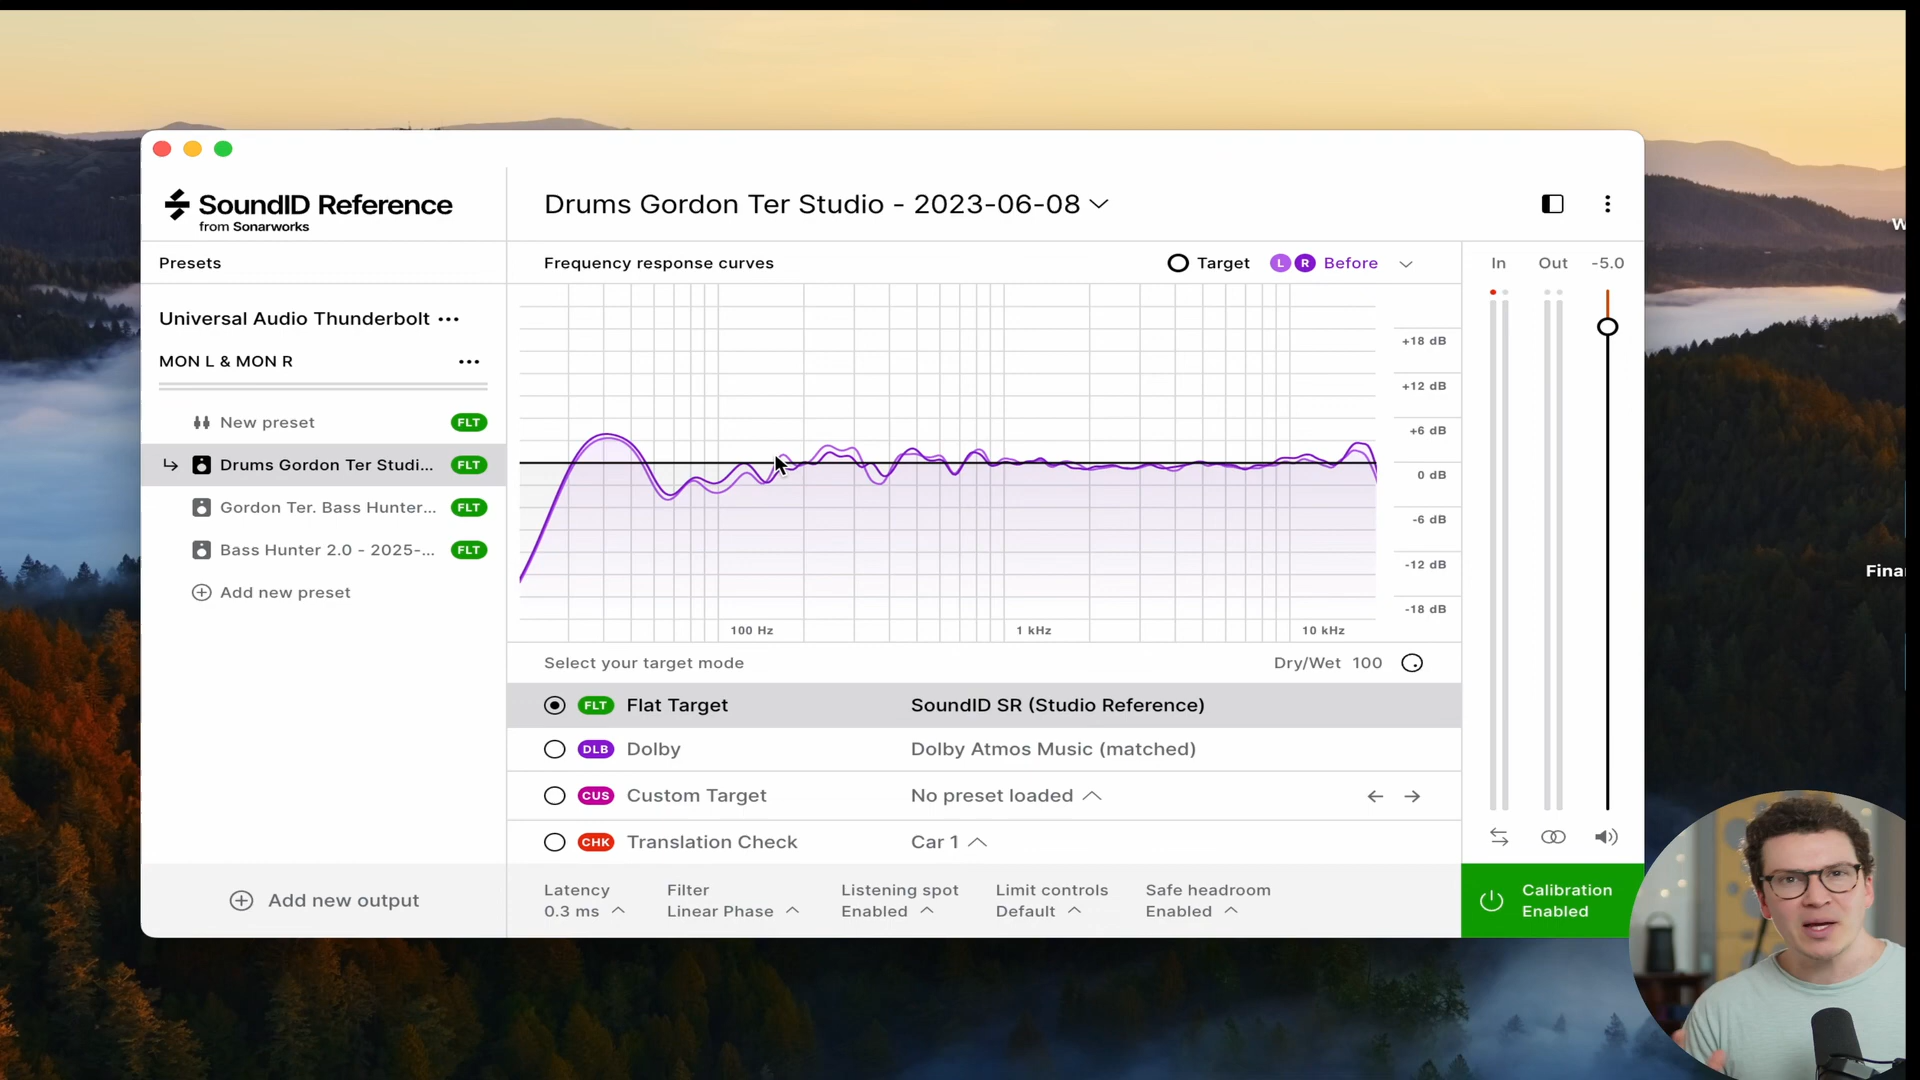 SoundID Reference
from Sonarworks
Drums Gordon Ter Studio - 2023-06-08
Presets
Frequency response curves
Target
L R Before
In
Out
-5.0
Universal Audio Thunderbolt
MON L & MON R
New preset
FLT
Drums Gordon Ter Studi...
FLT
Gordon Ter. Bass Hunter...
FLT
Bass Hunter 2.0 - 2025-...
FLT
Add new preset
+18 dB
+12 dB
+6 dB
0 dB
-6 dB
-12 dB
-18 dB
100 Hz
1 kHz
10 kHz
Select your target mode
Dry/Wet 100
FLT Flat Target
SoundID SR (Studio Reference)
DLB Dolby
Dolby Atmos Music (matched)
CUS Custom Target
No preset loaded
CHK Translation Check
Car 1
Add new output
Latency
0.3 ms
Filter
Linear Phase
Listening spot
Enabled
Limit controls
Default
Safe headroom
Enabled
Calibration
Enabled
W
Fina